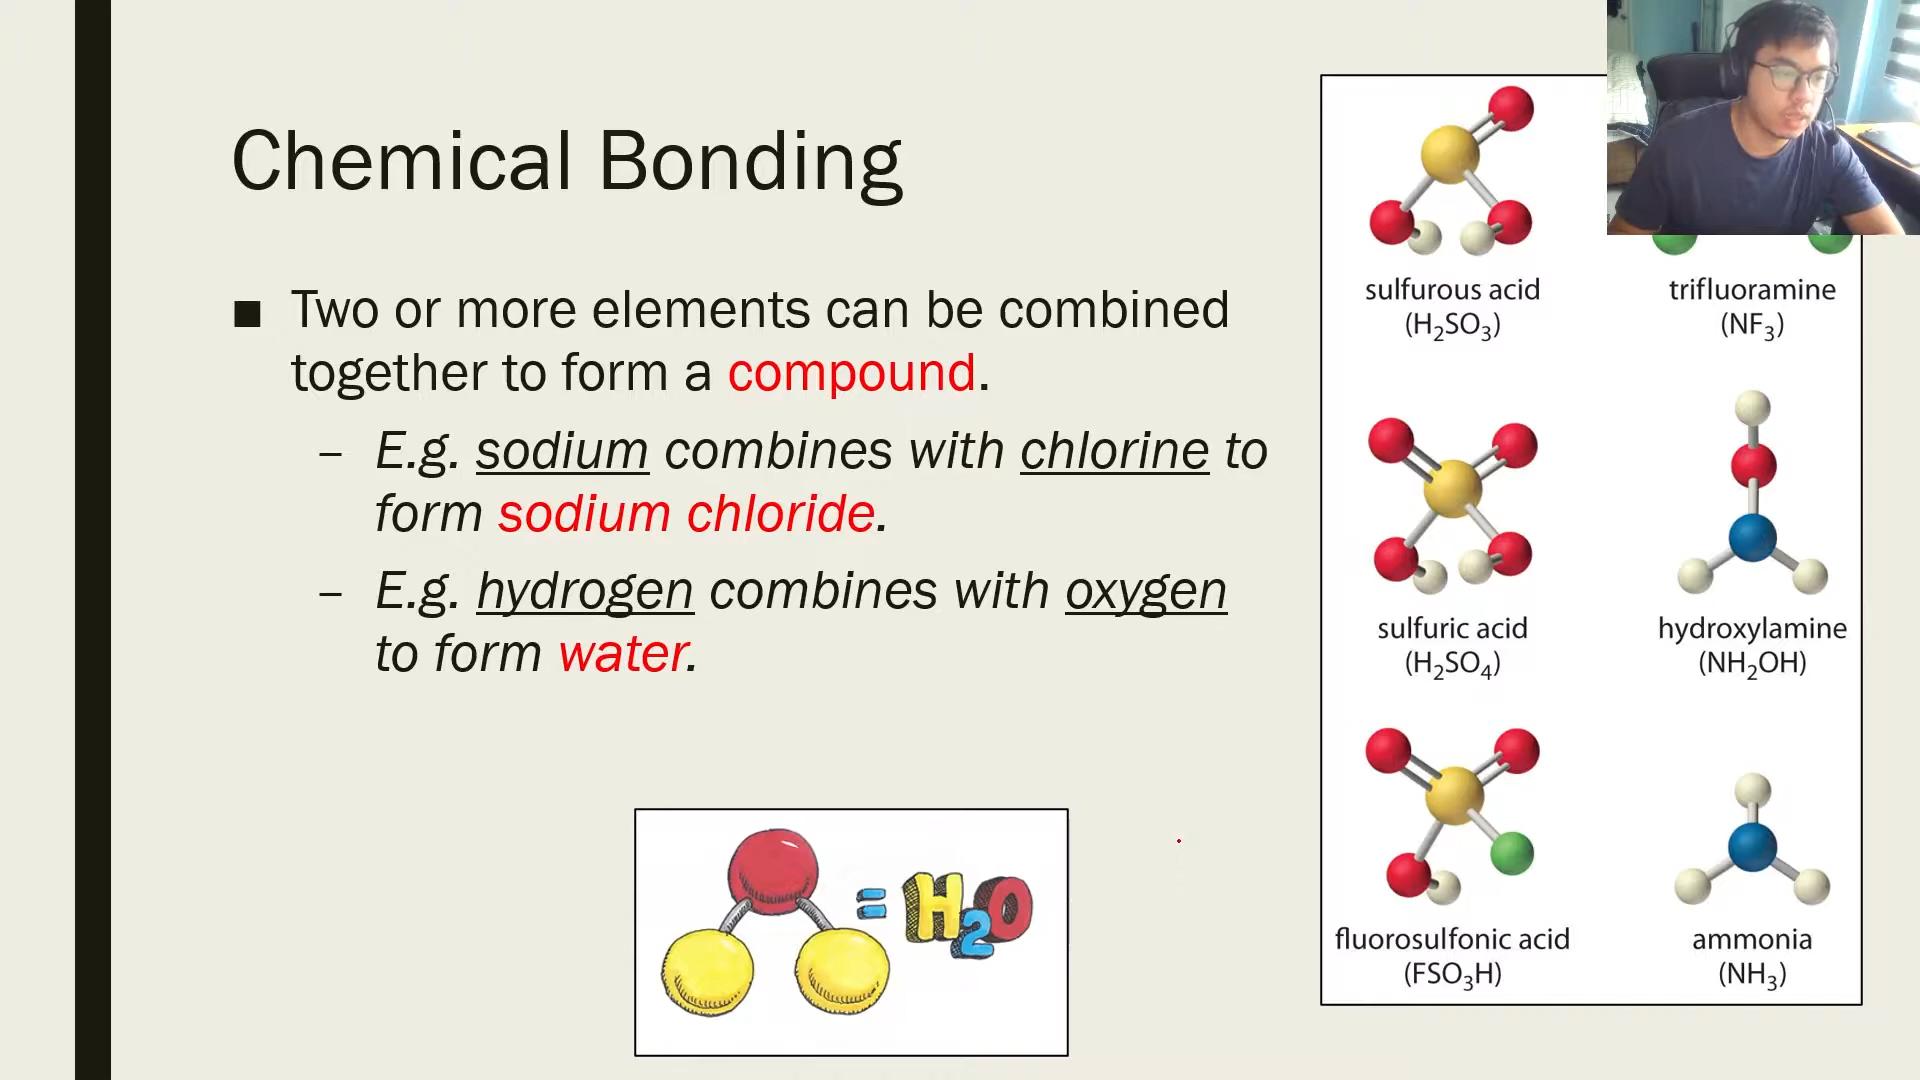 Chemical Bonding
■ Two or more elements can be combined
together to form a compound.
– E.g. sodium combines with chlorine to
form sodium chloride.
– E.g. hydrogen combines with oxygen
to form water.
= H₂O
sulfurous acid
(H₂SO₃)
trifluoramine
(NF₃)
sulfuric acid
(H₂SO₄)
hydroxylamine
(NH₂OH)
fluorosulfonic acid
(FSO₃H)
ammonia
(NH₃)